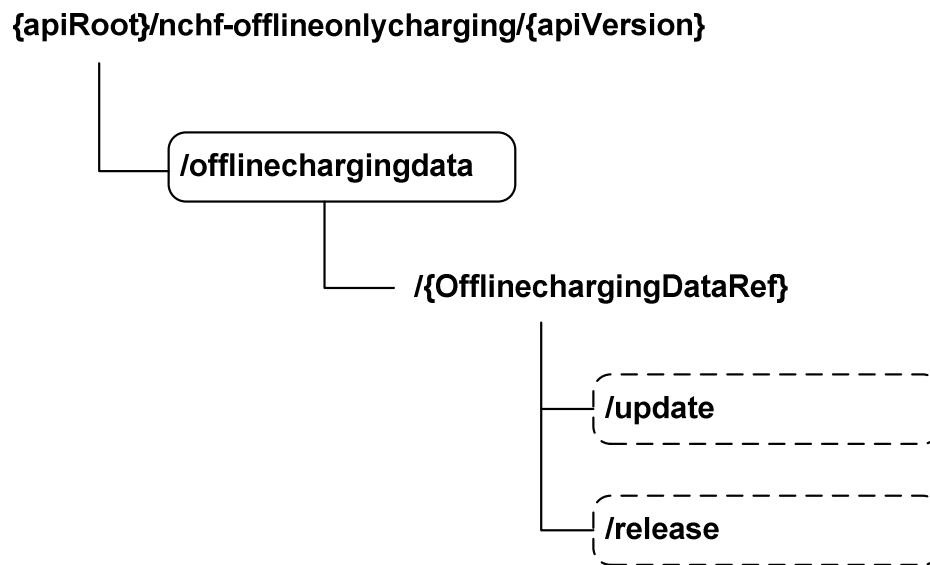 {apiRoot}/nchf-offlineonlycharging/{apiVersion}
/offlinechargingdata
/{OfflinechargingDataRef}
/update
/release